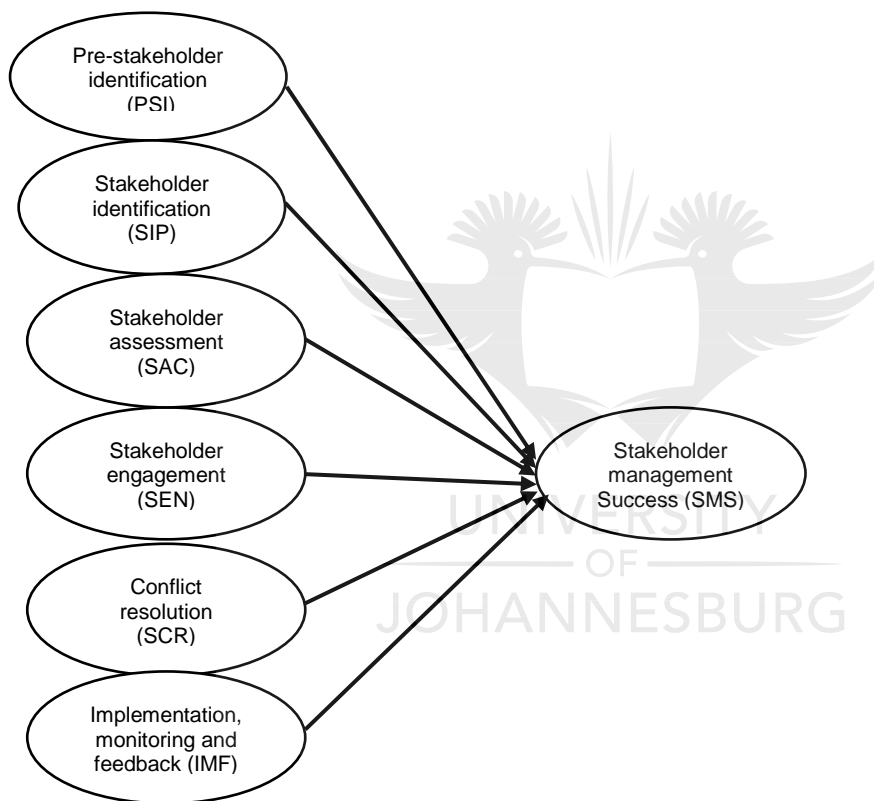 Pre-stakeholder
identification
(PSI)
Stakeholder
identification
(SIP)
Stakeholder
assessment
(SAC)
Stakeholder
engagement
(SEN)
Conflict
resolution
(SCR)
Implementation,
monitoring and
feedback (IMF)
Stakeholder
management
Success (SMS)
UNIVERSITY
OF
JOHANNESBURG